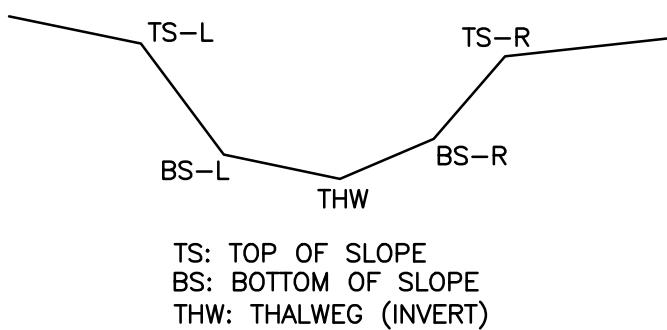 TS-L
TS-R
BS-L
BS-R
THW
TS: TOP OF SLOPE
BS: BOTTOM OF SLOPE
THW: THALWEG (INVERT)